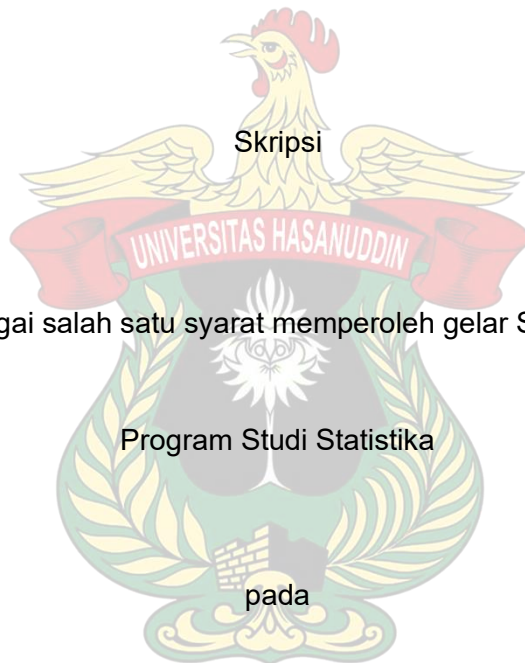 Skripsi
UNIVERSITAS HASANUDDIN
gai salah satu syarat memperoleh gelar S
Program Studi Statistika
pada